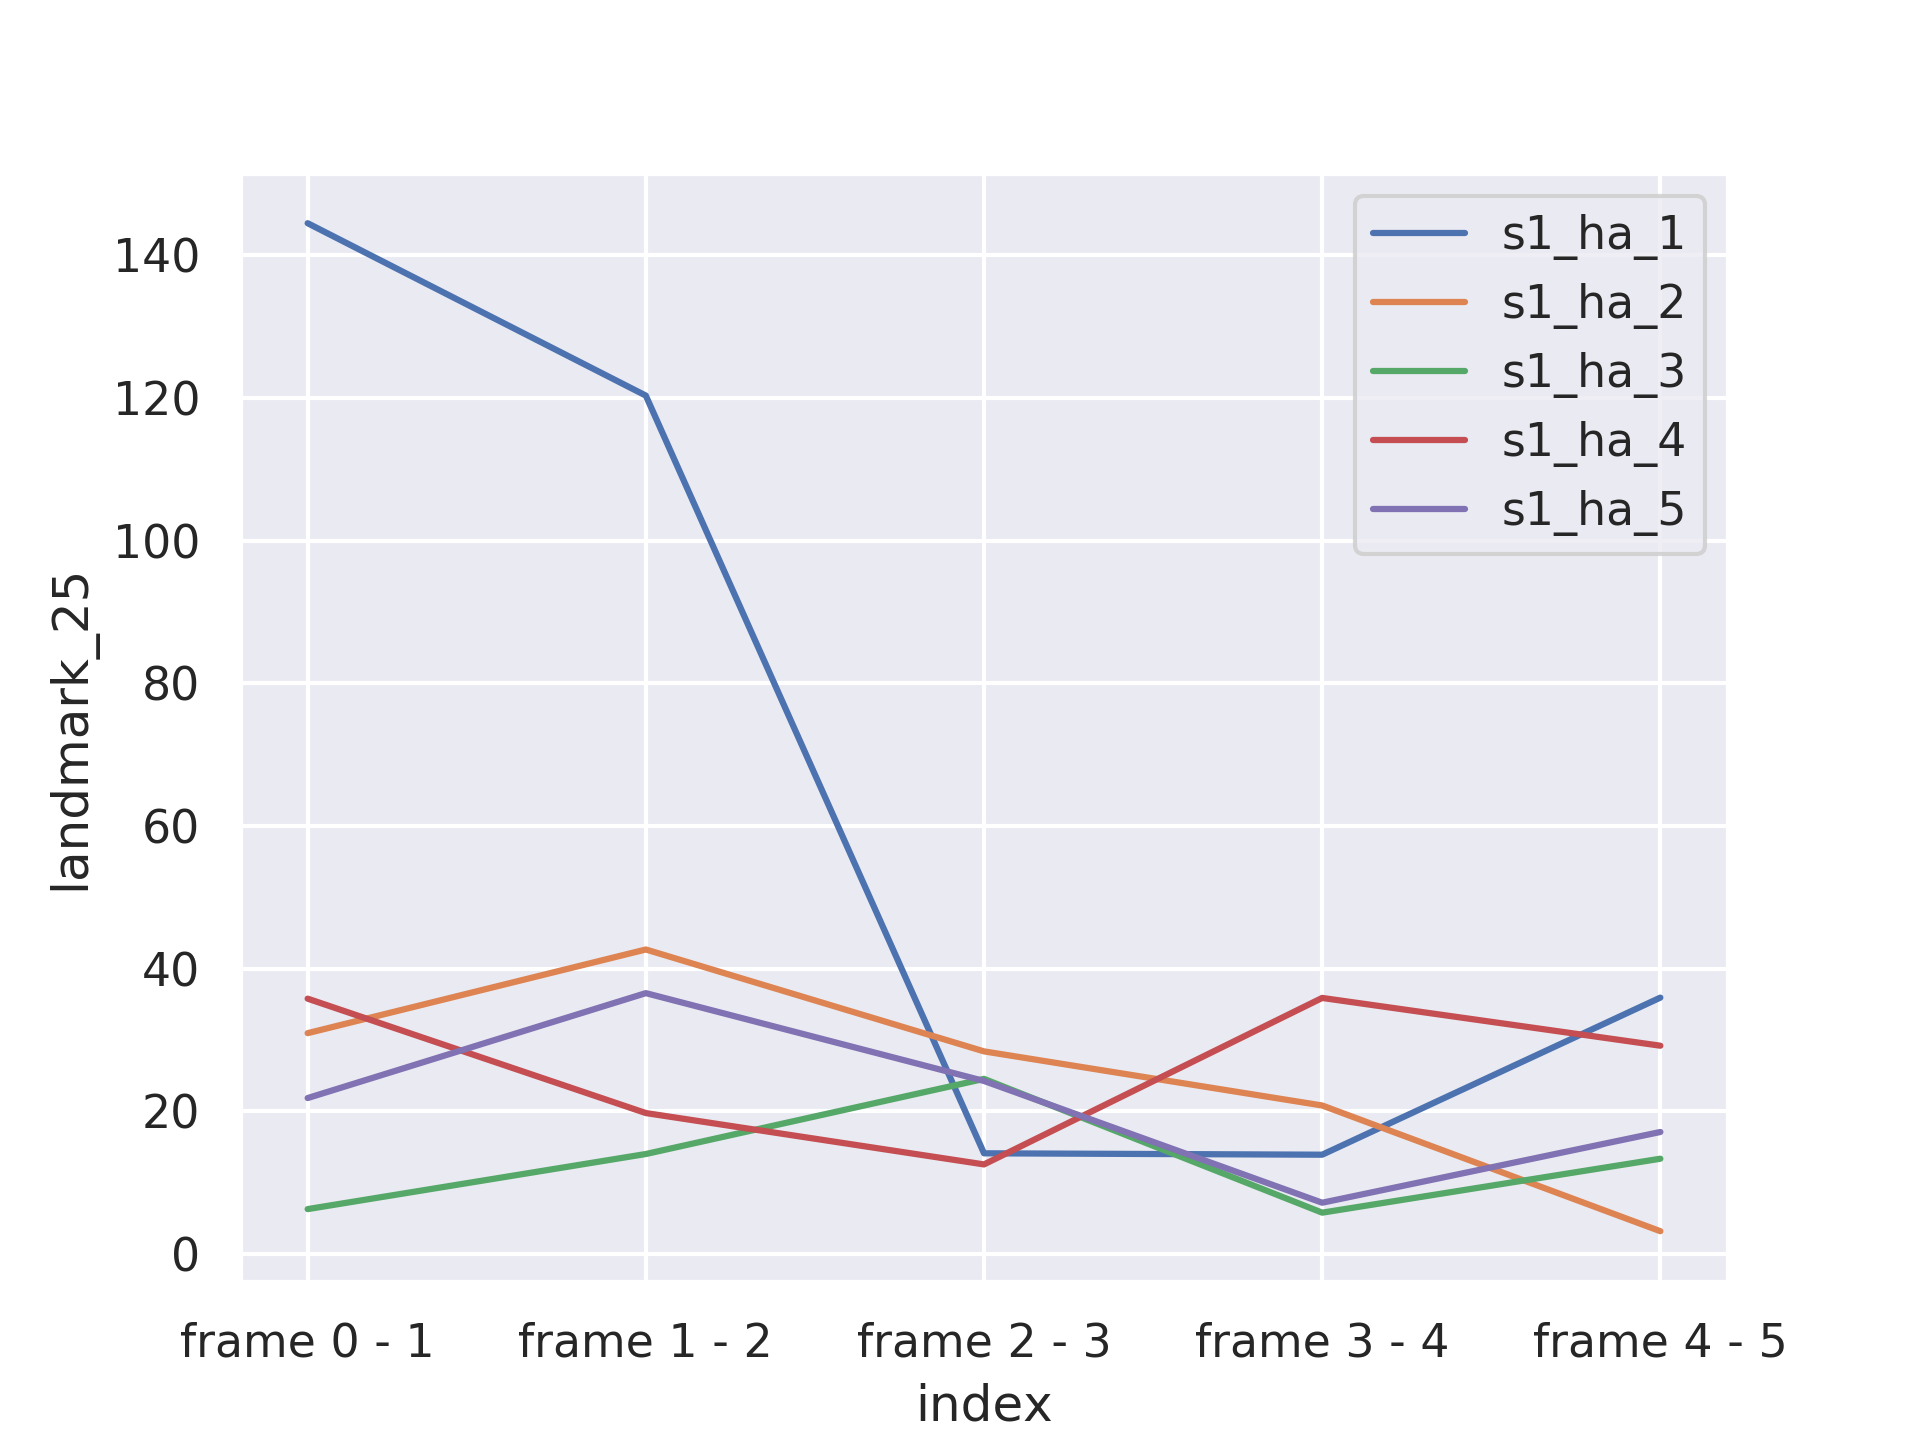 140
120
100
80
60
40
20
0
landmark_25
s1_ha_1
s1_ha_2
s1_ha_3
s1_ha_4
s1_ha_5
frame 0 - 1 frame 1 - 2 frame 2 - 3 frame 3 - 4 frame 4 - 5
index